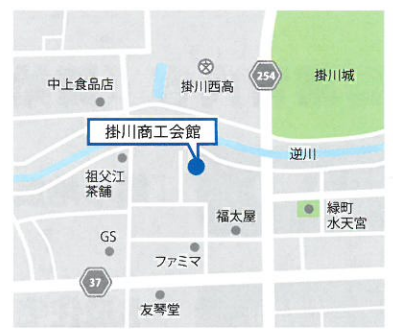 中上食品店
掛川西高
254
掛川城
掛川商工会館
逆川
祖父江
茶舗
福太屋
緑町
水天宮
GS
ファミマ
37
友琴堂